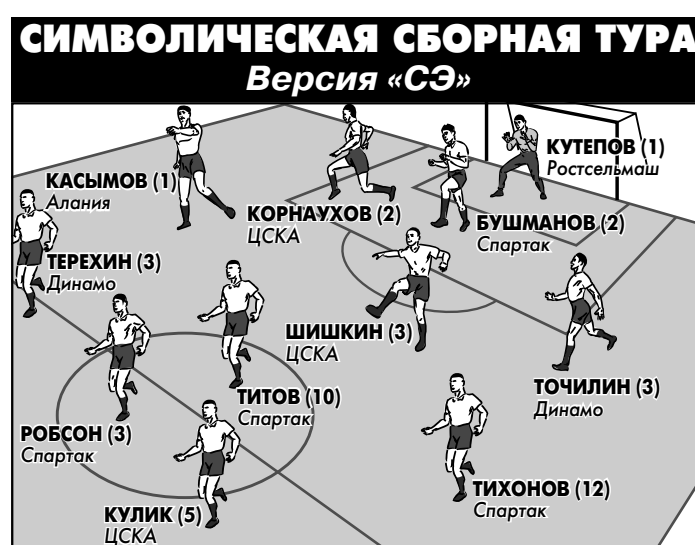 СИМВОЛИЧЕСКАЯ СБОРНАЯ ТУРА
Версия «СЭ»
КУТЕПОВ (1)
Ростсельмаш
КАСЫМОВ (1)
Алания
КОРНАУХОВ (2)
ЦСКА
БУШМАНОВ (2)
Спартак
ТЕРЕХИН (3)
Динамо
ШИШКИН (3)
ЦСКА
ТОЧИЛИН (3)
Динамо
ТИТОВ (10)
Спартак
РОБСОН (3)
Спартак
ТИХОНОВ (12)
Спартак
КУЛИК (5)
ЦСКА